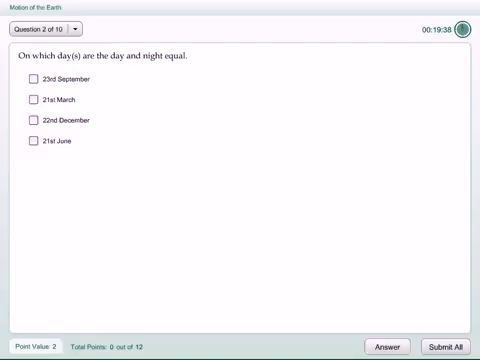 Motion of the Earth
Question 2 of 10
00:19:38
On which day(s) are the day and night equal.
23rd September
21st March
22nd December
21st June
Point Value: 2
Total Points: 0 out of 12
Answer
Submit All